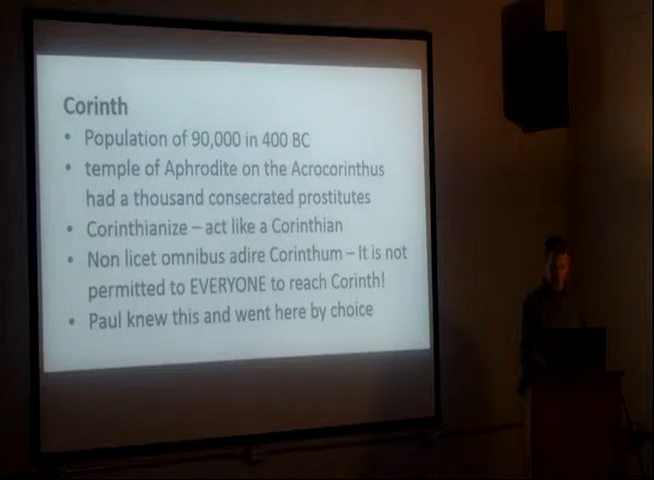 Corinth
• Population of 90,000 in 400 BC
• temple of Aphrodite on the Acrocorinthus
had a thousand consecrated prostitutes
• Corinthianize – act like a Corinthian
• Non licet omnibus adire Corinthum – It is not
permitted to EVERYONE to reach Corinth!
• Paul knew this and went here by choice